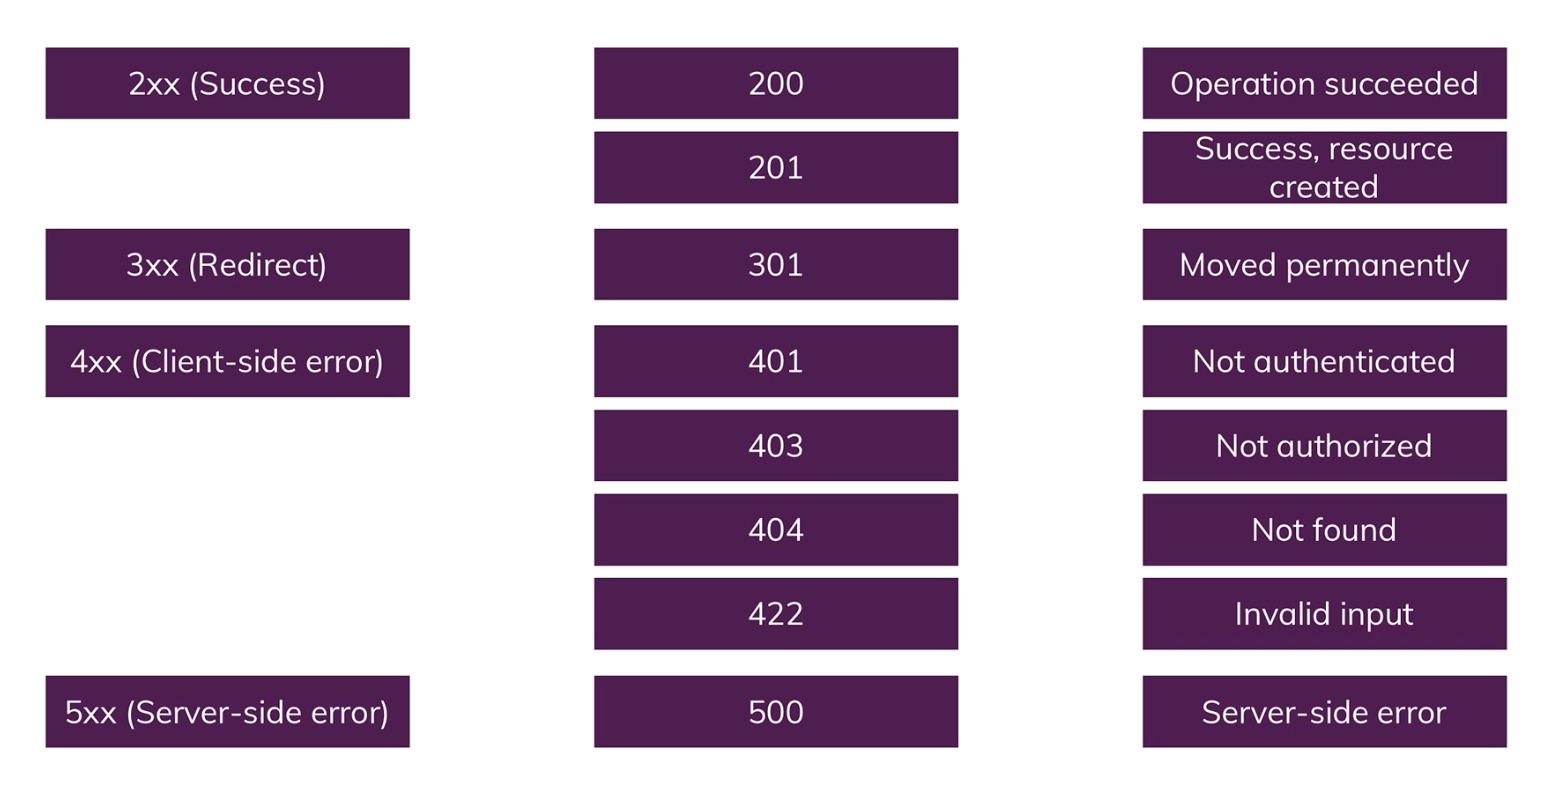 2xx (Success)
200
Operation succeeded
201
Success, resource
created
3xx (Redirect)
301
Moved permanently
4xx (Client-side error)
401
Not authenticated
403
Not authorized
404
Not found
422
Invalid input
5xx (Server-side error)
500
Server-side error